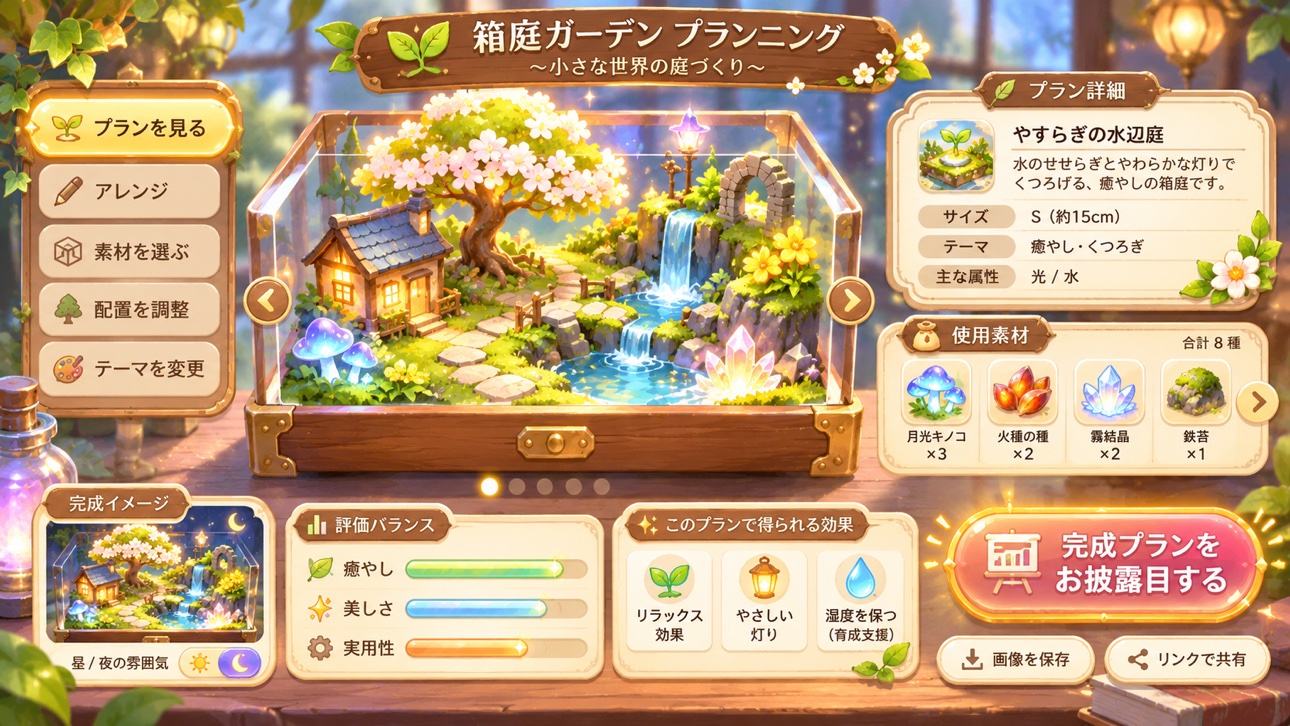 箱庭ガーデン プランニング
～小さな世界の庭づくり～
プランを見る
アレンジ
素材を選ぶ
配置を調整
テーマを変更
プラン詳細
やすらぎの水辺庭
水のせせらぎとやわらかな灯りで
くつろげる、癒やしの箱庭です。
サイズ S（約15cm）
テーマ 癒やし・くつろぎ
主な属性 光 / 水
使用素材
合計 8 種
月光キノコ
×3
火種の種
×2
霧結晶
×2
鉄苔
×1
完成イメージ
昼 / 夜の雰囲気
評価バランス
癒やし
美しさ
実用性
このプランで得られる効果
リラックス
効果
やさしい
灯り
湿度を保つ
（育成支援）
完成プランを
お披露目する
画像を保存
リンクで共有